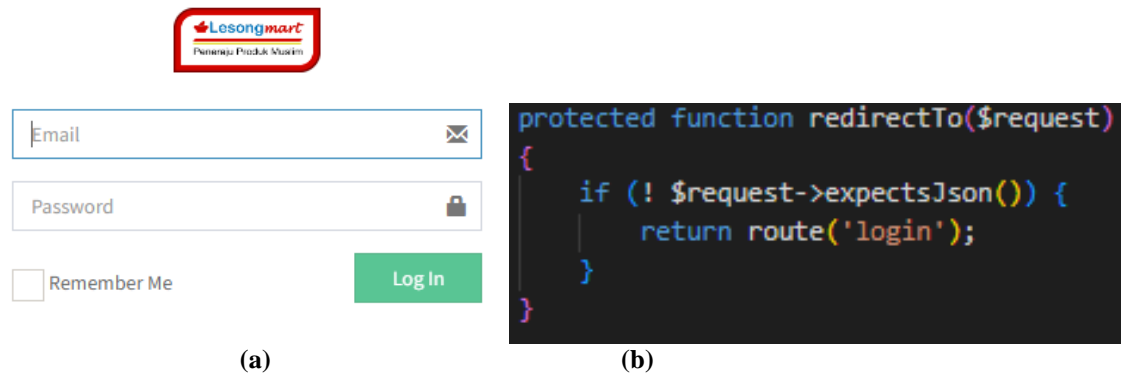 Lesongmart
Peneraju Produk Muslim
Email
Password
Remember Me
Log In
(a)
protected function redirectTo($request)
{
    if (! $request->expectsJson()) {
        return route('login');
    }
}
(b)